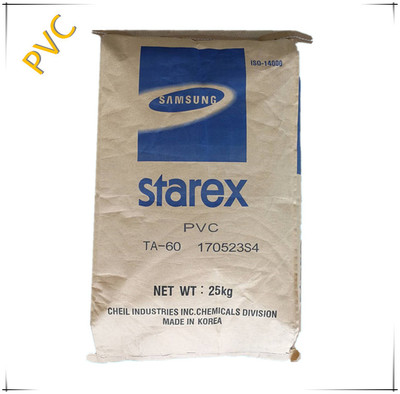 PVC
ISO-14000
SAMSUNG
starex
PVC
TA-60 170523S4
NET WT: 25kg
CHEIL INDUSTRIES INC.CHEMICALS DIVISION
MADE IN KOREA